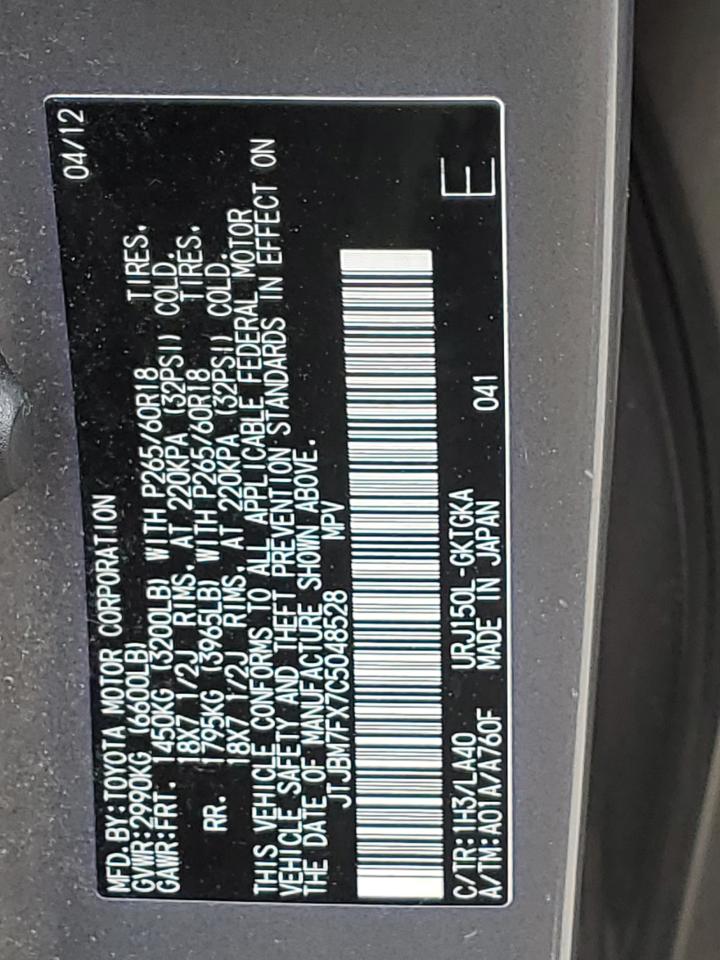 MFD.BY:TOYOTA MOTOR CORPORATION 04/12
GVWR:2990KG (6600LB)
GAWR:FRT. 1450KG (3200LB) WITH P265/60R18 TIRES.
18X7 1/2J RIMS. AT 220KPA (32PSI) COLD.
RR. 1795KG (3965LB) WITH P265/60R18 TIRES.
18X7 1/2J RIMS. AT 220KPA (32PSI) COLD.
THIS VEHICLE CONFORMS TO ALL APPLICABLE FEDERAL MOTOR
VEHICLE SAFETY AND THEFT PREVENTION STANDARDS IN EFFECT ON
THE DATE OF MANUFACTURE SHOWN ABOVE.
JTJBM7FX7C5048528 MPV
C/TR:1H3/LA40 URJ150L-GKTGKA 041 E
A/TM:A01A/A760F MADE IN JAPAN